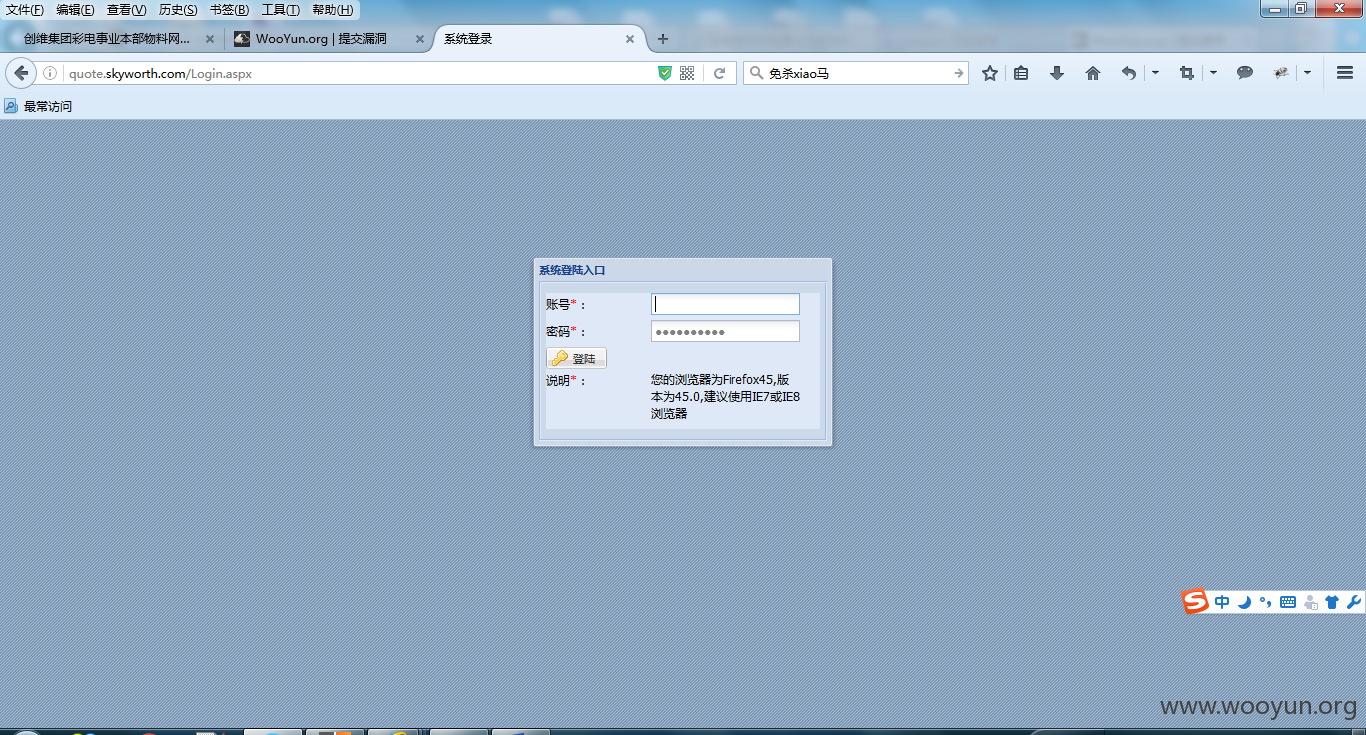 文件(F) 编辑(E) 查看(V) 历史(S) 书签(B) 工具(T) 帮助(H)
创维集团彩电事业本部物料网... WooYun.org | 提交漏洞 系统登录
quote.skyworth.com/Login.aspx 免杀xiao马
最常访问
系统登陆入口
账号*：
密码*：
登陆
说明*： 您的浏览器为Firefox45,版
本为45.0,建议使用IE7或IE8
浏览器
中
www.wooyun.org